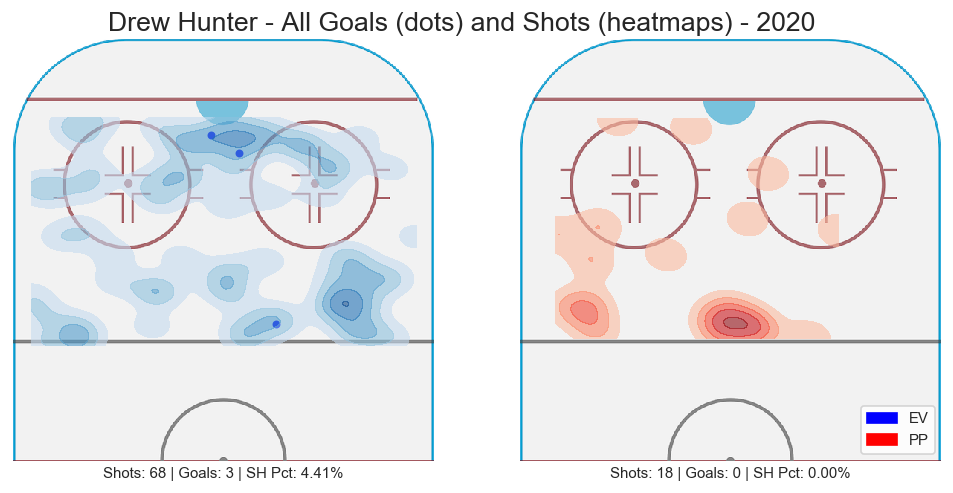 Drew Hunter - All Goals (dots) and Shots (heatmaps) - 2020
EV
PP
Shots: 68 | Goals: 3 | SH Pct: 4.41%
Shots: 18 | Goals: 0 | SH Pct: 0.00%